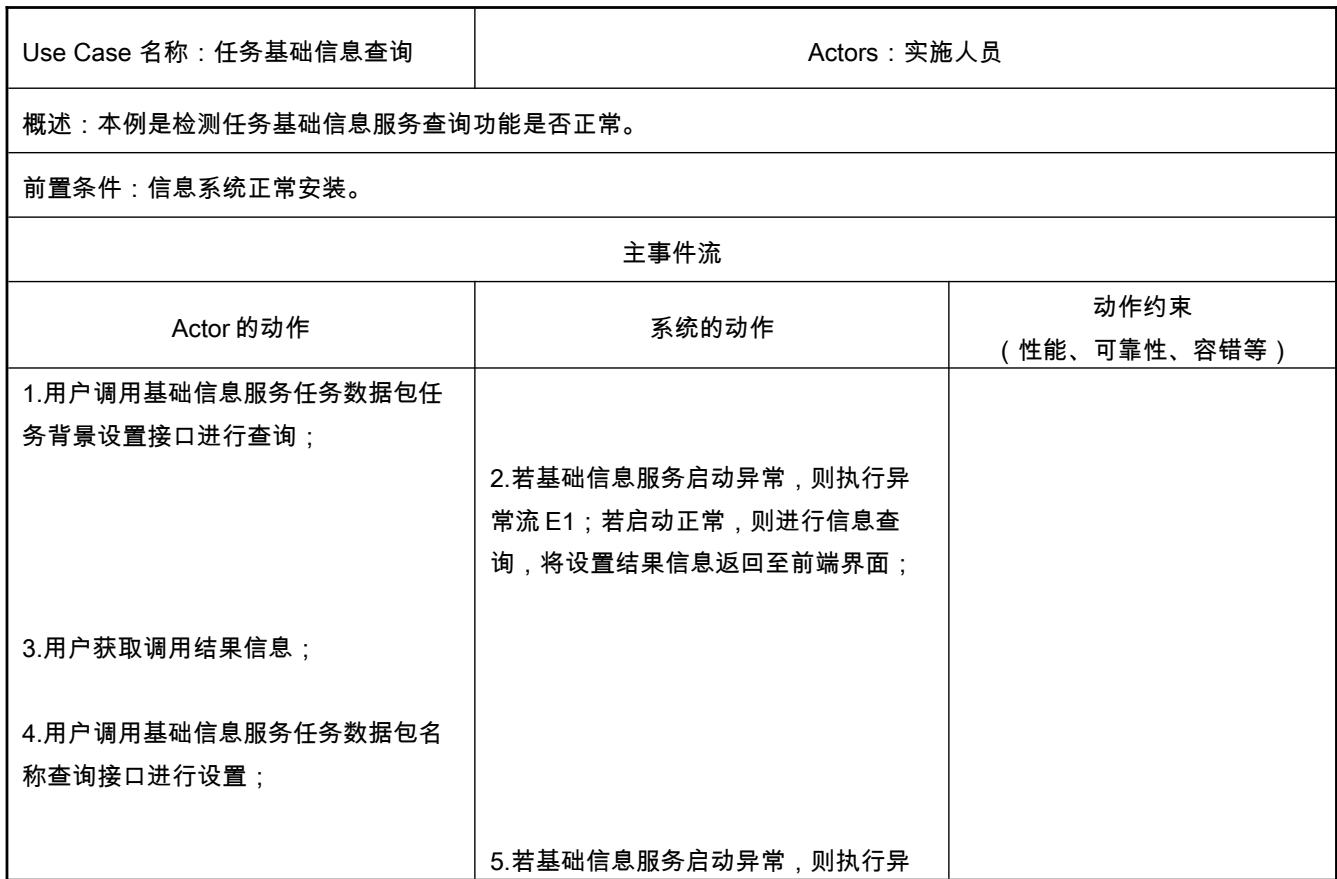 Use Case 名称：任务基础信息查询
Actors：实施人员
概述：本例是检测任务基础信息服务查询功能是否正常。
前置条件：信息系统正常安装。
主事件流
Actor 的动作
系统的动作
动作约束
（性能、可靠性、容错等）
1.用户调用基础信息服务任务数据包任
务背景设置接口进行查询；
2.若基础信息服务启动异常，则执行异
常流 E1；若启动正常，则进行信息查
询，将设置结果信息返回至前端界面；
3.用户获取调用结果信息；
4.用户调用基础信息服务任务数据包名
称查询接口进行设置；
5.若基础信息服务启动异常，则执行异